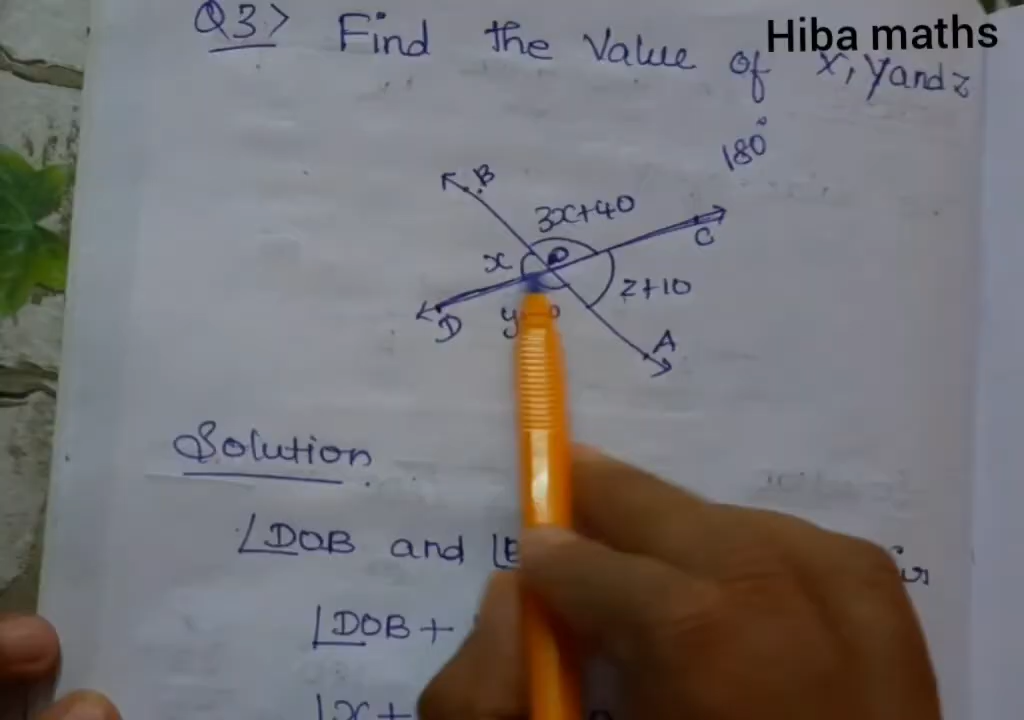 Q3> Find the value of x, y and z
Hiba maths
180°
B
3x+40
C
x
O
z+10
D
y
A
Solution
∠DOB and
∠DOB +
∠x +